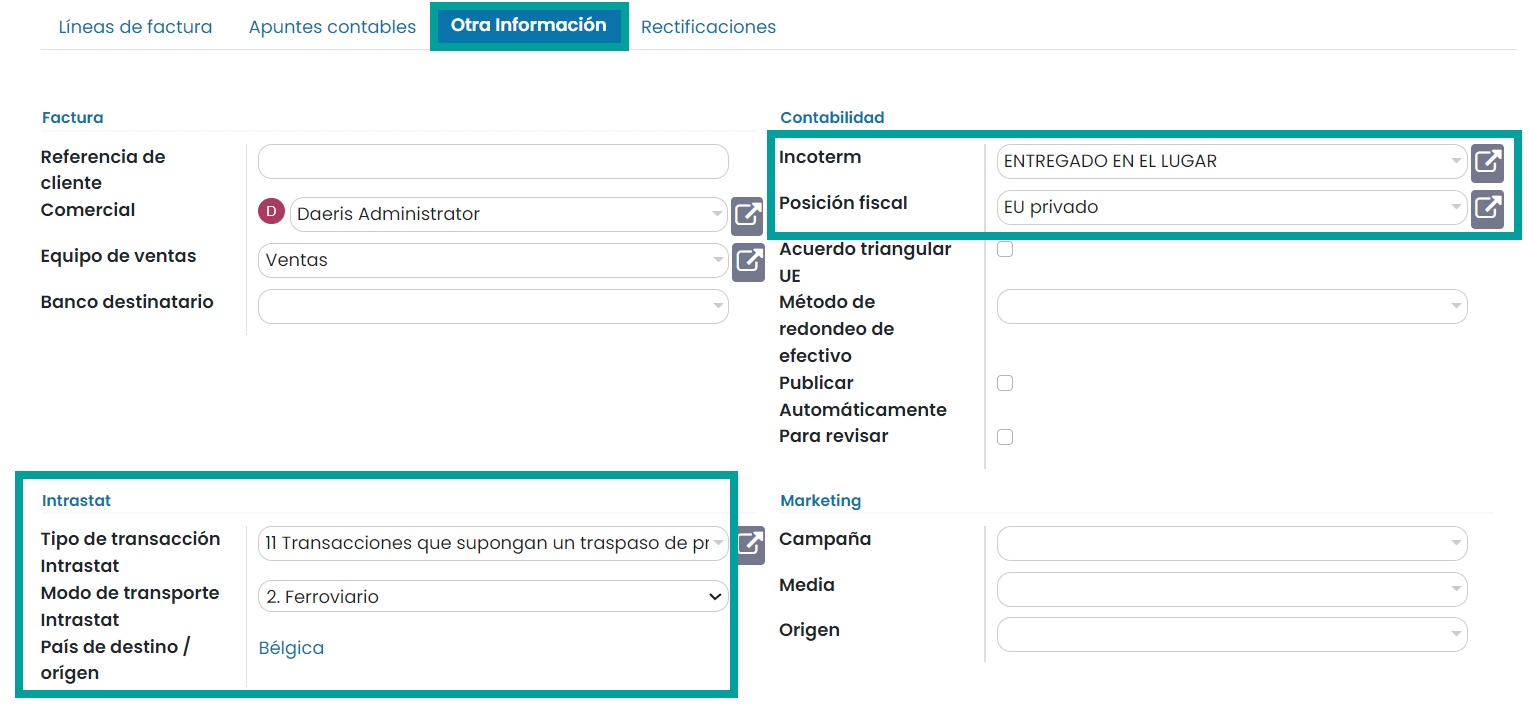 Líneas de factura
Apuntes contables
Otra Información
Rectificaciones
Factura
Referencia de
cliente
Comercial
D
Daeris Administrator
Equipo de ventas
Ventas
Banco destinatario
Contabilidad
Incoterm
ENTREGADO EN EL LUGAR
Posición fiscal
EU privado
Acuerdo triangular
UE
Método de
redondeo de
efectivo
Publicar
Automáticamente
Para revisar
Intrastat
Tipo de transacción
Intrastat
11 Transacciones que supongan un traspaso de pr
Modo de transporte
Intrastat
2. Ferroviario
País de destino /
orígen
Bélgica
Marketing
Campaña
Media
Origen